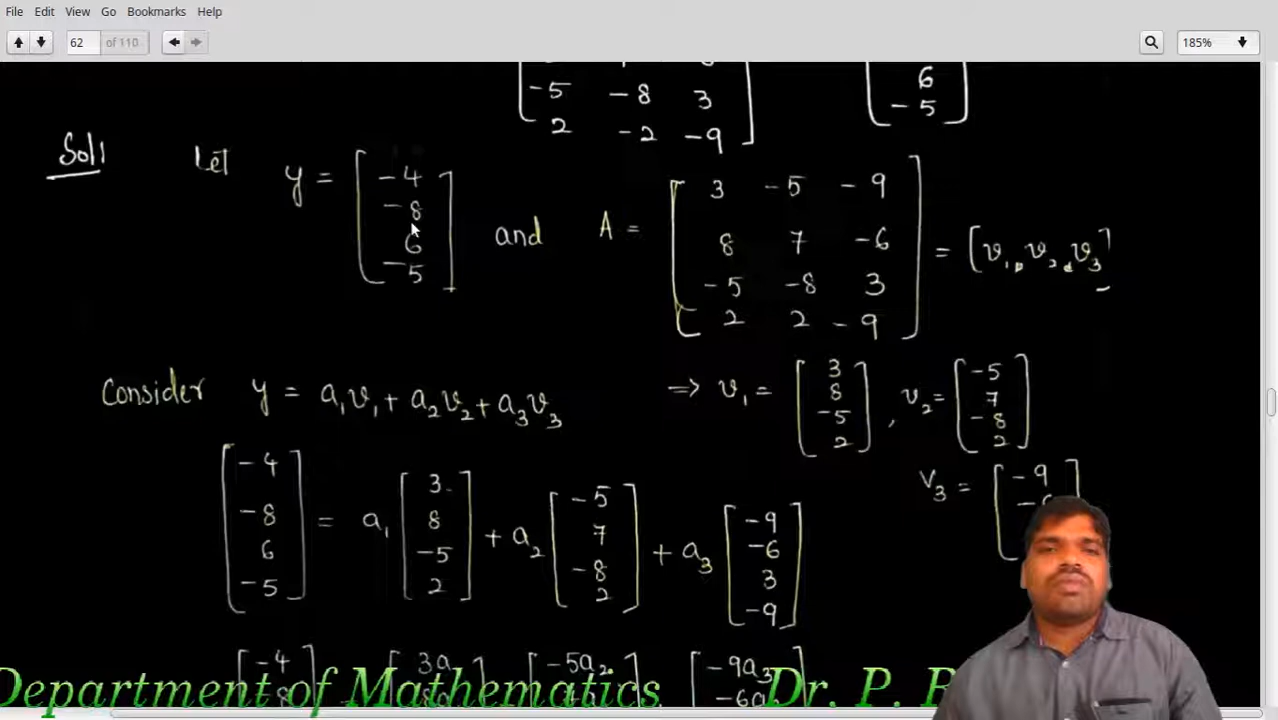 File Edit View Go Bookmarks Help
62 of 110 185%
-5 -8 3
2 -2 -9
6
-5
Sol: Let y = [-4 -8 6 -5] and A = [3 -5 -9
8 7 -6
-5 -8 3
2 2 -9] = [v₁, v₂, v₃]
Consider y = a₁v₁ + a₂v₂ + a₃v₃ ⇒ v₁ = [3 8 -5 2], v₂ = [-5 7 -8 2]
v₃ = [-9 -6
[-4 -8 6 -5] = a₁ [3 8 -5 2] + a₂ [-5 7 -8 2] + a₃ [-9 -6 3 -9]
[-4 3a -5a₂ -9a₃
-6a
Department of Mathematics Dr. P.